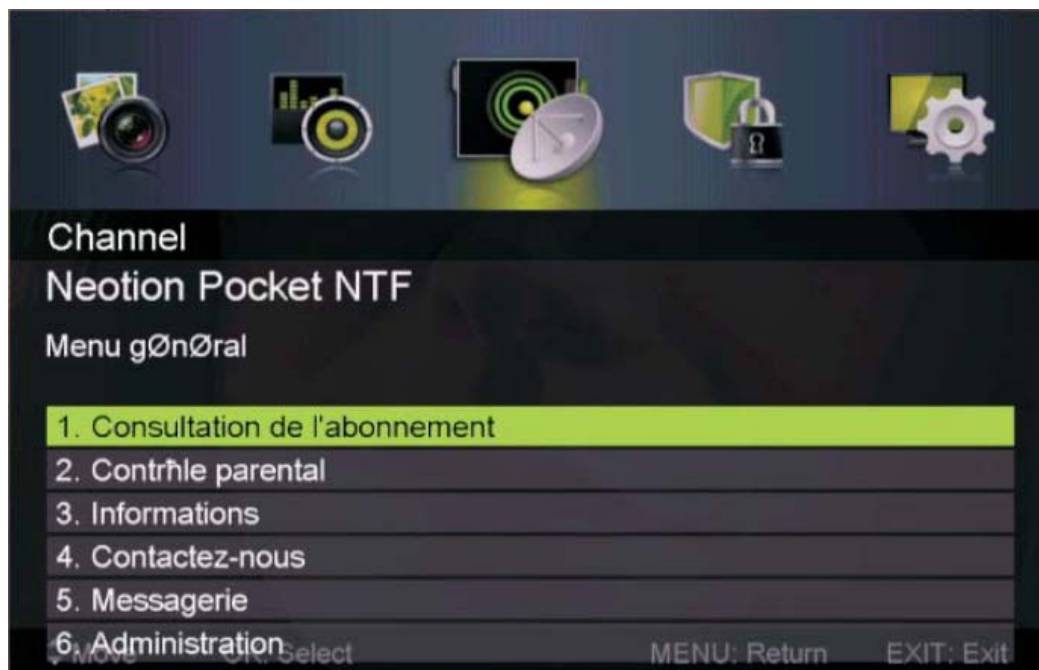 Channel
Neotion Pocket NTF
Menu gØnØral
1. Consultation de l'abonnement
2. Contrħle parental
3. Informations
4. Contactez-nous
5. Messagerie
6. Administration
Move OK: Select MENU: Return EXIT: Exit